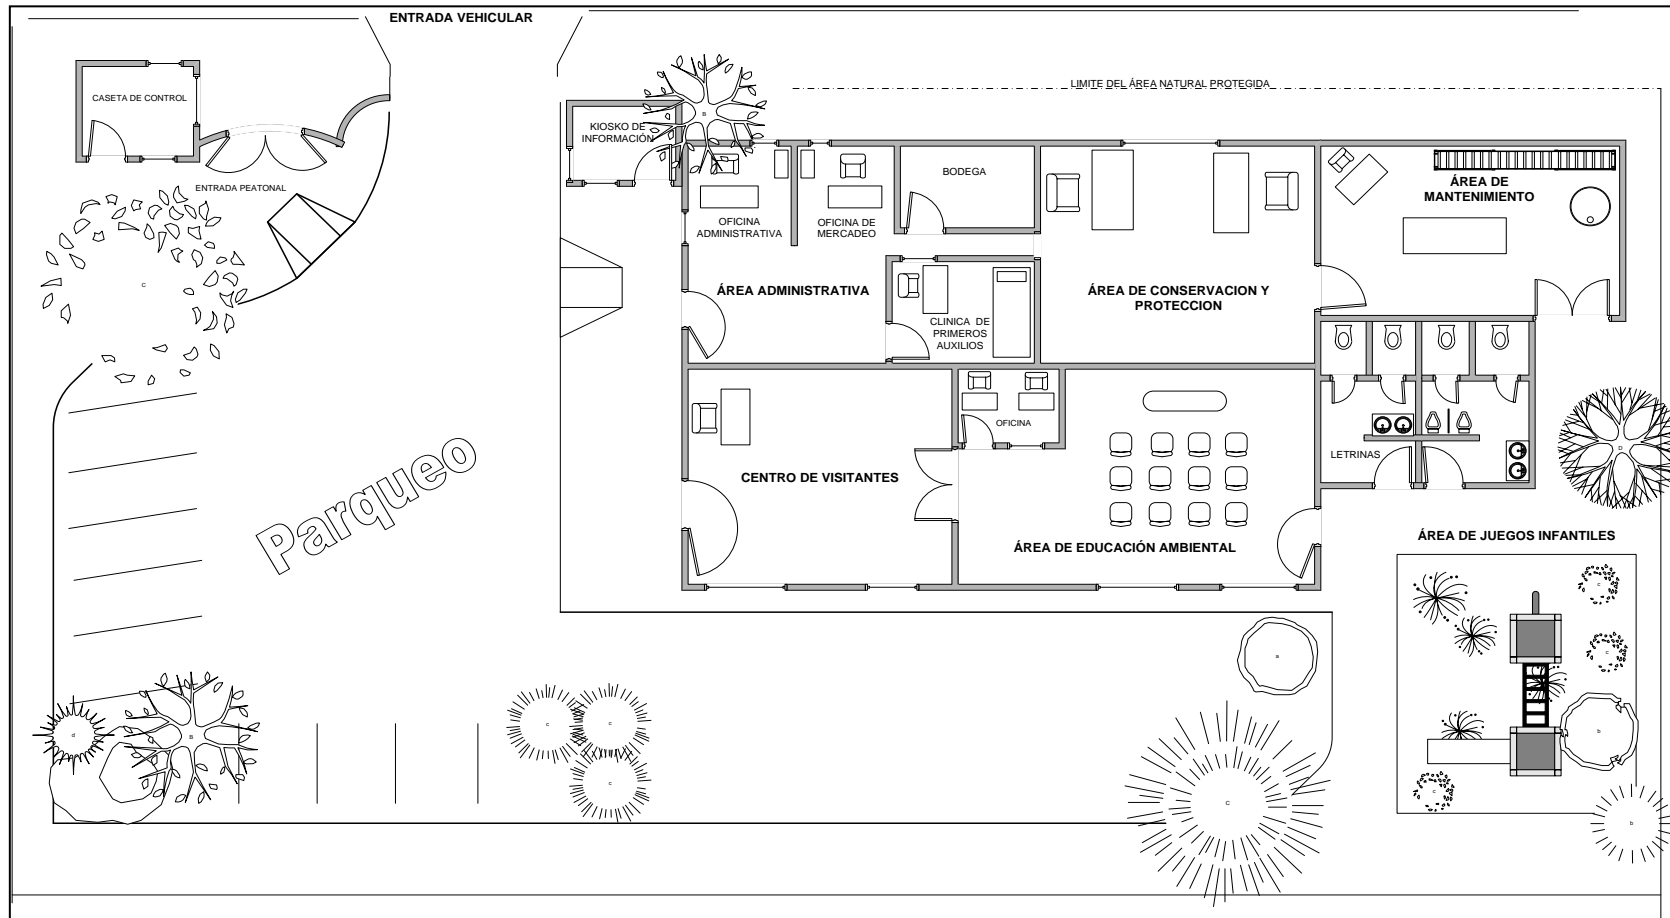 ENTRADA VEHICULAR
LIMITE DEL ÁREA NATURAL PROTEGIDA
CASETA DE CONTROL
KIOSKO DE
INFORMACIÓN
B
ENTRADA PEATONAL
BODEGA
ÁREA DE
MANTENIMIENTO
OFICINA
ADMINISTRATIVA
OFICINA DE
MERCADEO
C
ÁREA ADMINISTRATIVA
ÁREA DE CONSERVACION Y
PROTECCION
CLINICA DE
PRIMEROS
AUXILIOS
OFICINA
Parqueo
LETRINAS
D
CENTRO DE VISITANTES
ÁREA DE EDUCACIÓN AMBIENTAL
ÁREA DE JUEGOS INFANTILES
c
c
a
d
B
c
c
b
c
c
C
b